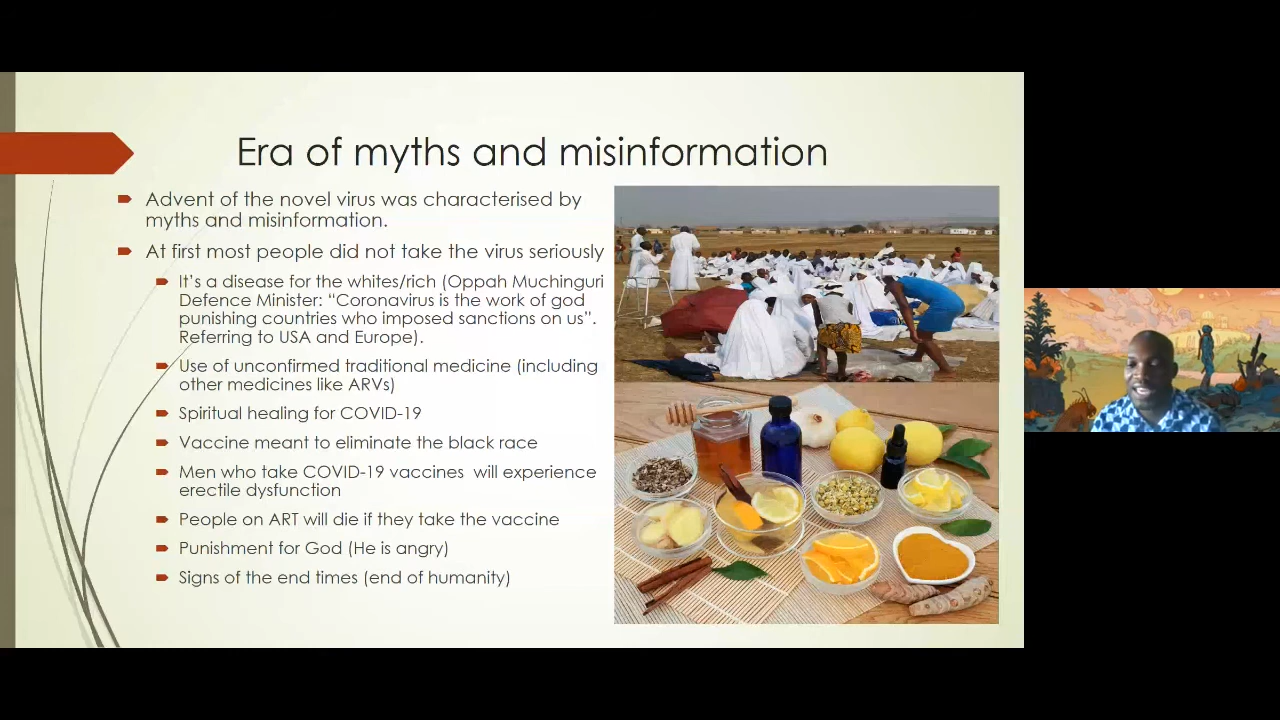 Era of myths and misinformation
Advent of the novel virus was characterised by
myths and misinformation.
At first most people did not take the virus seriously
It's a disease for the whites/rich (Oppah Muchinguri
Defence Minister: “Coronavirus is the work of god
punishing countries who imposed sanctions on us”.
Referring to USA and Europe).
Use of unconfirmed traditional medicine (including
other medicines like ARVs)
Spiritual healing for COVID-19
Vaccine meant to eliminate the black race
Men who take COVID-19 vaccines  will experience
erectile dysfunction
People on ART will die if they take the vaccine
Punishment for God (He is angry)
Signs of the end times (end of humanity)